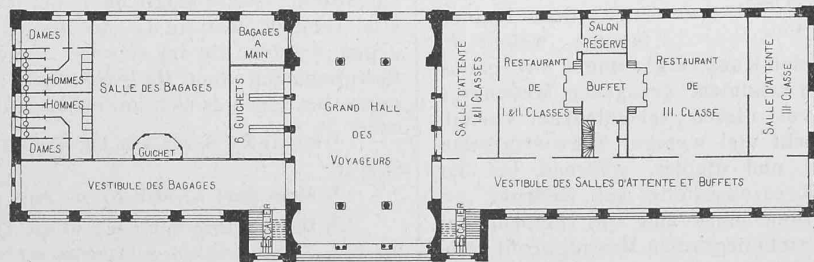 DAMES
HOMMES
HOMMES
DAMES
SALLE DES BAGAGES
GUICHET
VESTIBULE DES BAGAGES
BAGAGES
À
MAIN
6 GUICHETS
ESCALIER
GRAND HALL
DES
VOYAGEURS
ESCALIER
SALLE D'ATTENTE
I&II CLASSES
RESTAURANT
DE
I&II CLASSES
SALON
RÉSERVÉ
BUFFET
RESTAURANT
DE
III. CLASSE
SALLE D'ATTENTE
III CLASSE
VESTIBULE DES SALLES D'ATTENTE ET BUFFETS